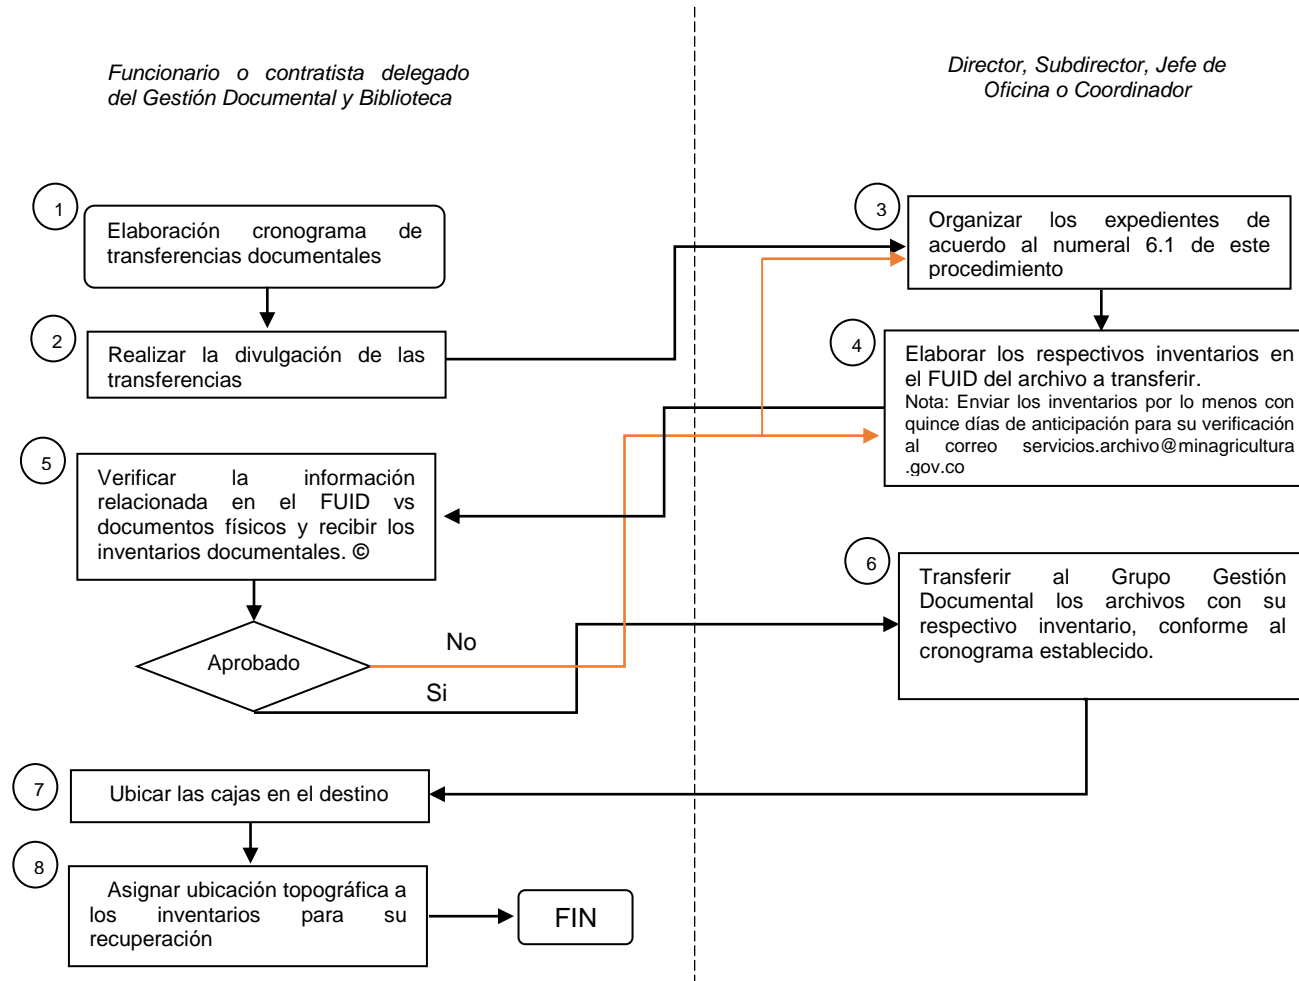 Funcionario o contratista delegado
del Gestión Documental y Biblioteca
Director, Subdirector, Jefe de
Oficina o Coordinador
1
Elaboración cronograma de
transferencias documentales
2
Realizar la divulgación de las
transferencias
3
Organizar los expedientes de
acuerdo al numeral 6.1 de este
procedimiento
4
Elaborar los respectivos inventarios en
el FUID del archivo a transferir.
Nota: Enviar los inventarios por lo menos con
quince días de anticipación para su verificación
al correo servicios.archivo@minagricultura
.gov.co
5
Verificar la información
relacionada en el FUID vs
documentos físicos y recibir los
inventarios documentales. ©
Aprobado
No
Si
6
Transferir al Grupo Gestión
Documental los archivos con su
respectivo inventario, conforme al
cronograma establecido.
7
Ubicar las cajas en el destino
8
Asignar ubicación topográfica a
los inventarios para su
recuperación
FIN